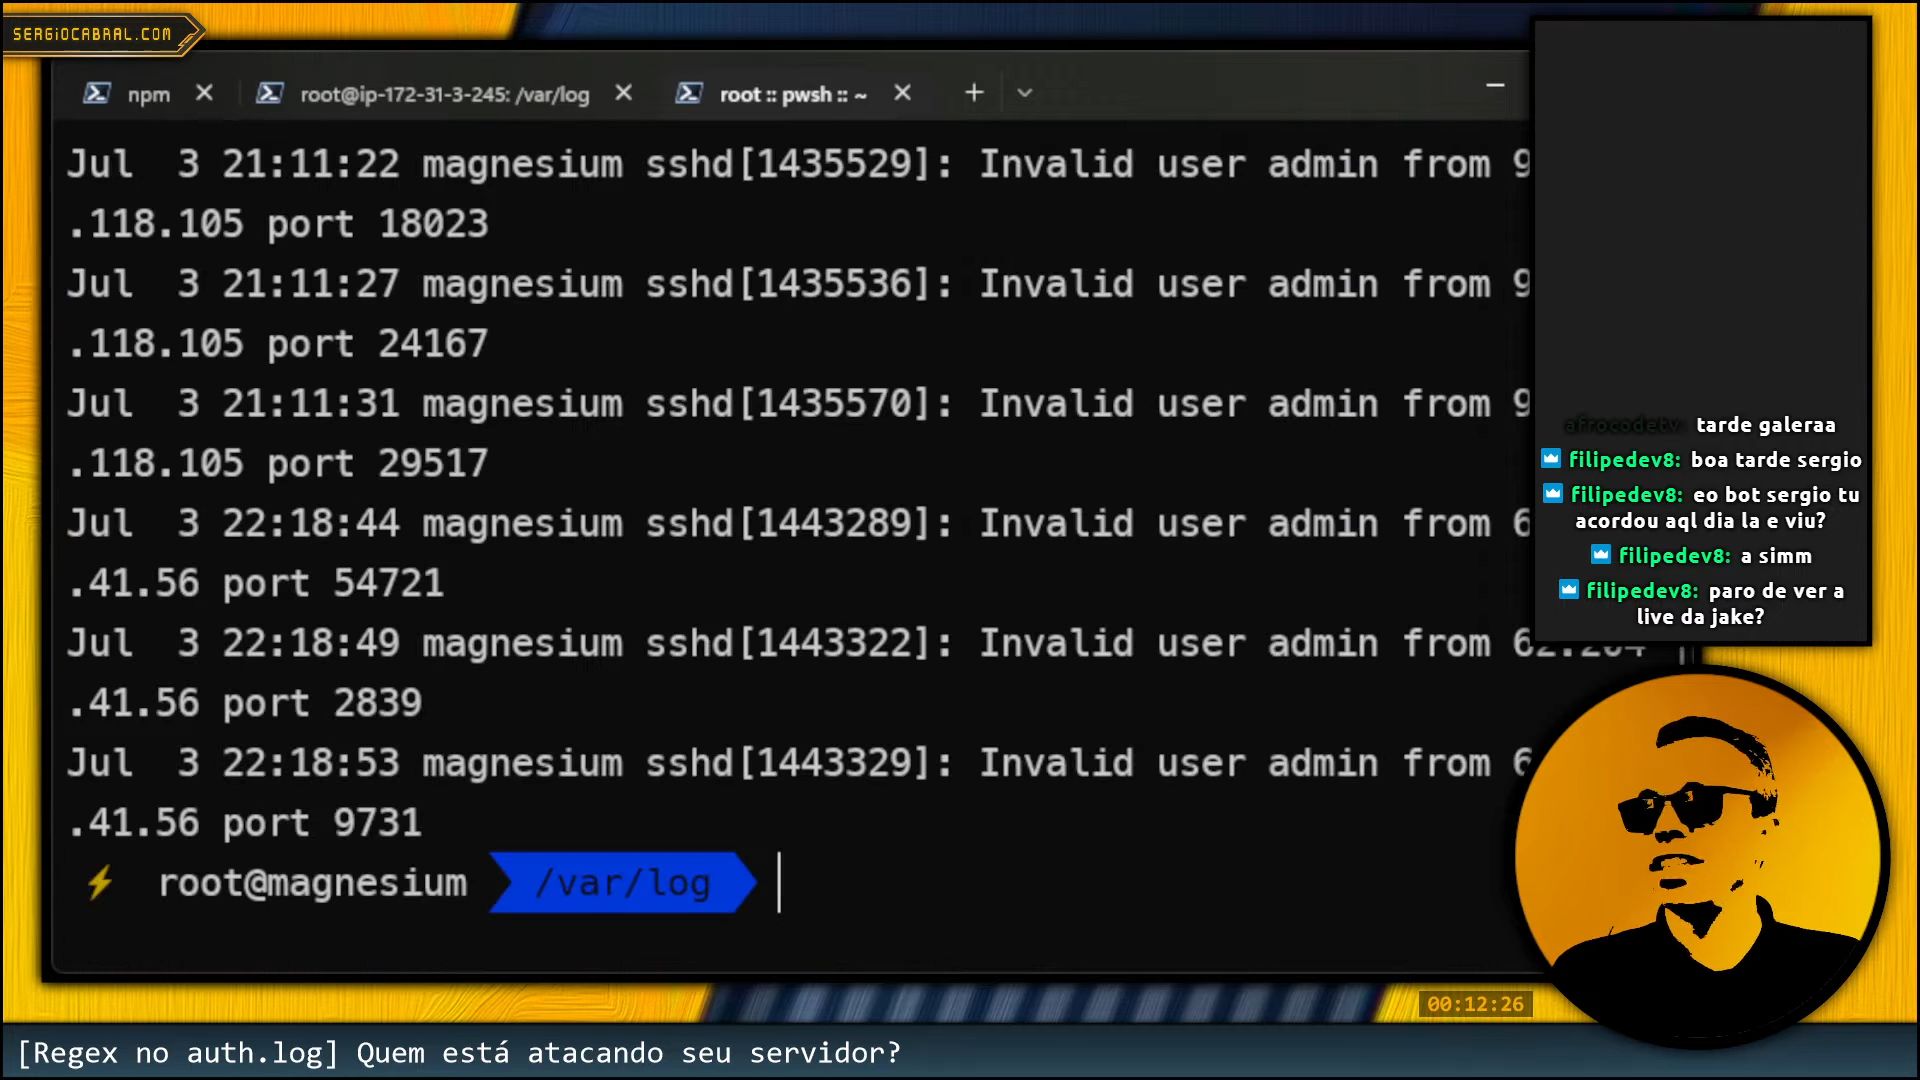 SERGIOCABRAL.COM
npm
root@ip-172-31-3-245: /var/log
root :: pwsh :: ~
Jul  3 21:11:22 magnesium sshd[1435529]: Invalid user admin from 9
.118.105 port 18023
Jul  3 21:11:27 magnesium sshd[1435536]: Invalid user admin from 9
.118.105 port 24167
Jul  3 21:11:31 magnesium sshd[1435570]: Invalid user admin from 9
.118.105 port 29517
Jul  3 22:18:44 magnesium sshd[1443289]: Invalid user admin from 6
.41.56 port 54721
Jul  3 22:18:49 magnesium sshd[1443322]: Invalid user admin from 62.204
.41.56 port 2839
Jul  3 22:18:53 magnesium sshd[1443329]: Invalid user admin from 6
.41.56 port 9731
root@magnesium /var/log
afrocodetv: tarde galeraa
filipedev8: boa tarde sergio
filipedev8: eo bot sergio tu
acordou aql dia la e viu?
filipedev8: a simm
filipedev8: paro de ver a
live da jake?
00:12:26
[Regex no auth.log] Quem está atacando seu servidor?